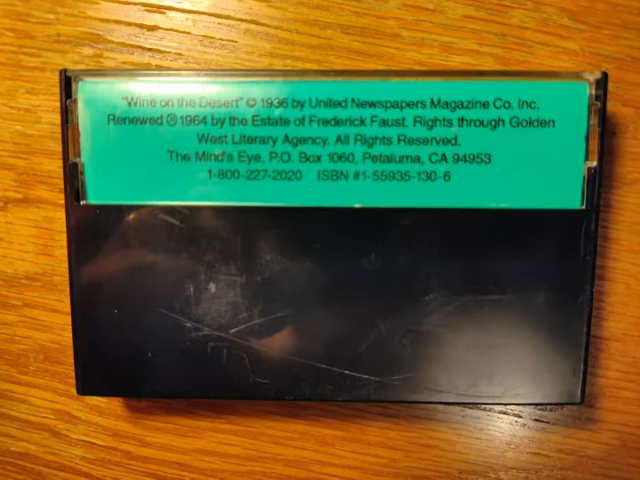 "Wine on the Desert" © 1936 by United Newspapers Magazine Co. Inc.
Renewed ® 1964 by the Estate of Frederick Faust. Rights through Golden
West Literary Agency. All Rights Reserved.
The Mind's Eye, P.O. Box 1060, Petaluma, CA 94953
1-800-227-2020 ISBN #1-55935-130-6